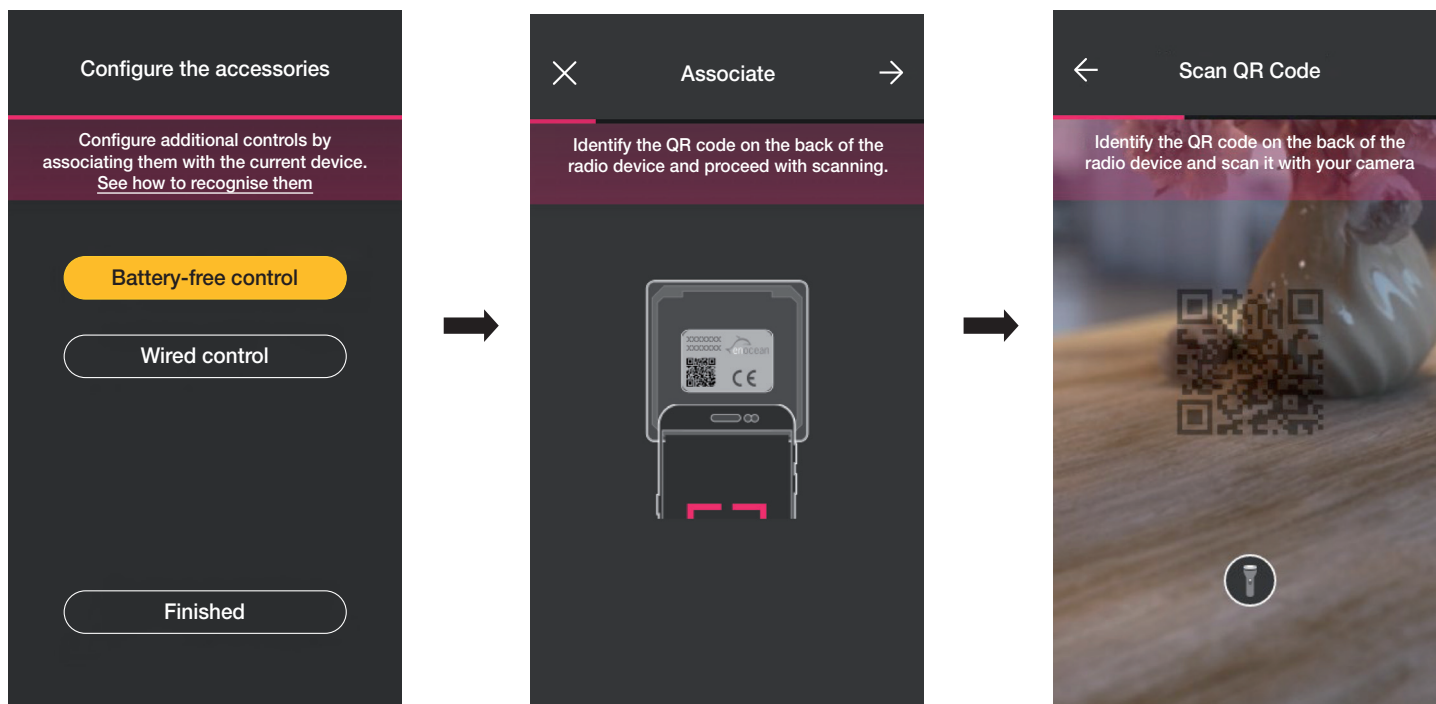 Configure the accessories
Configure additional controls by
associating them with the current device.
See how to recognise them
Battery-free control
Wired control
Finished
Associate
Identify the QR code on the back of the
radio device and proceed with scanning.
XXXXXXX
XXXXXXX
enocean
CE
Scan QR Code
Identify the QR code on the back of the
radio device and scan it with your camera